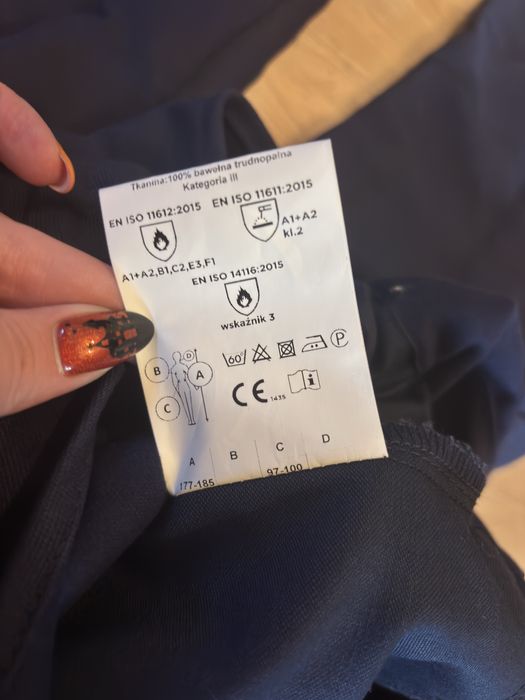 Tkanina:100% bawełna trudnopalna
Kategoria III
EN ISO 11612:2015 EN ISO 11611:2015
A1+A2
kl.2
A1+A2,B1,C2,E3,F1
EN ISO 14116:2015
wskaźnik 3
D
B A
C
60 P
CE 1435 i
A B C D
177-185 97-100